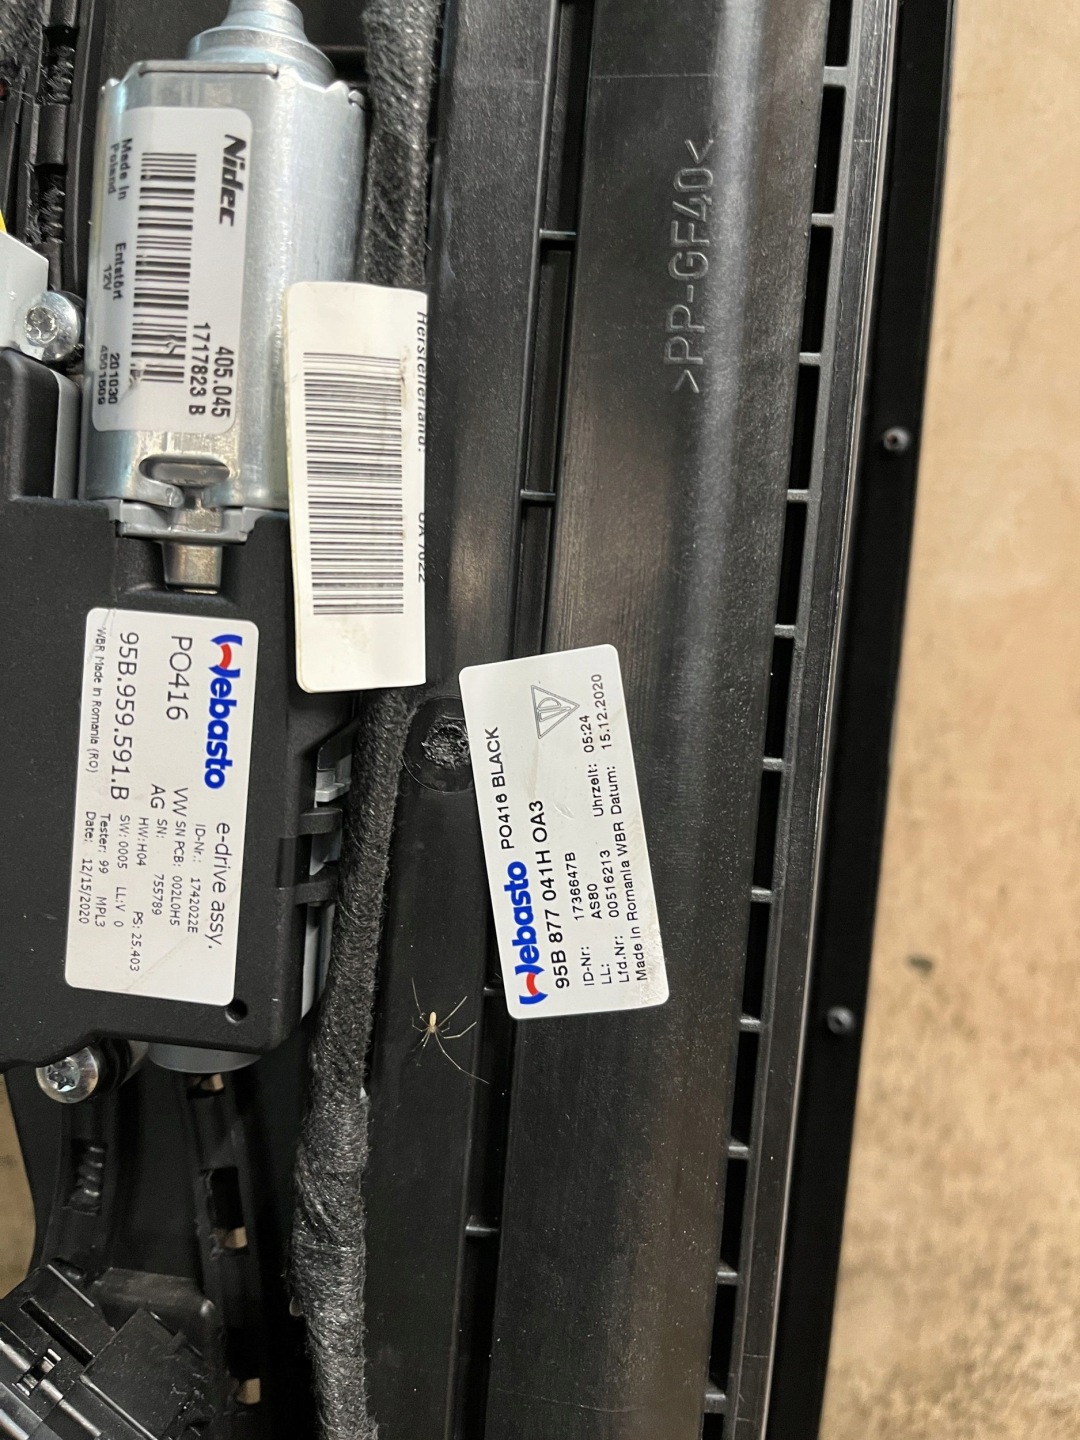 Nidec
405.045
1717823 B
Made in
Poland
Entstört
12V
201030
4501609
Herstellerland:
>PP-GF40<
Webasto
e-drive assy.
PO416
ID-Nr.: 1742022E
VW SN PCB: 002L0H5
AG SN: 755789
PS: 25.403
95B.959.591.B
HW:H04
SW:0005 LL:V 0
Tester: 99 MPL3
WBR Made in Romania (RO)
Date: 12/15/2020
Webasto PO416 BLACK
95B 877 041H OA3
ID-Nr: 1736647B
LL: AS80
Lfd.Nr: 00516213 Uhrzeit: 05:24
Made in Romania WBR Datum: 15.12.2020